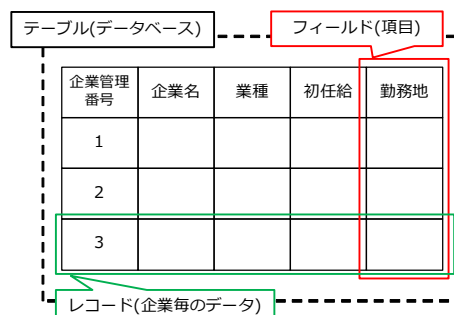 テーブル(データベース)
フィールド(項目)
企業管理
番号
企業名
業種
初任給
勤務地
1
2
3
レコード(企業毎のデータ)